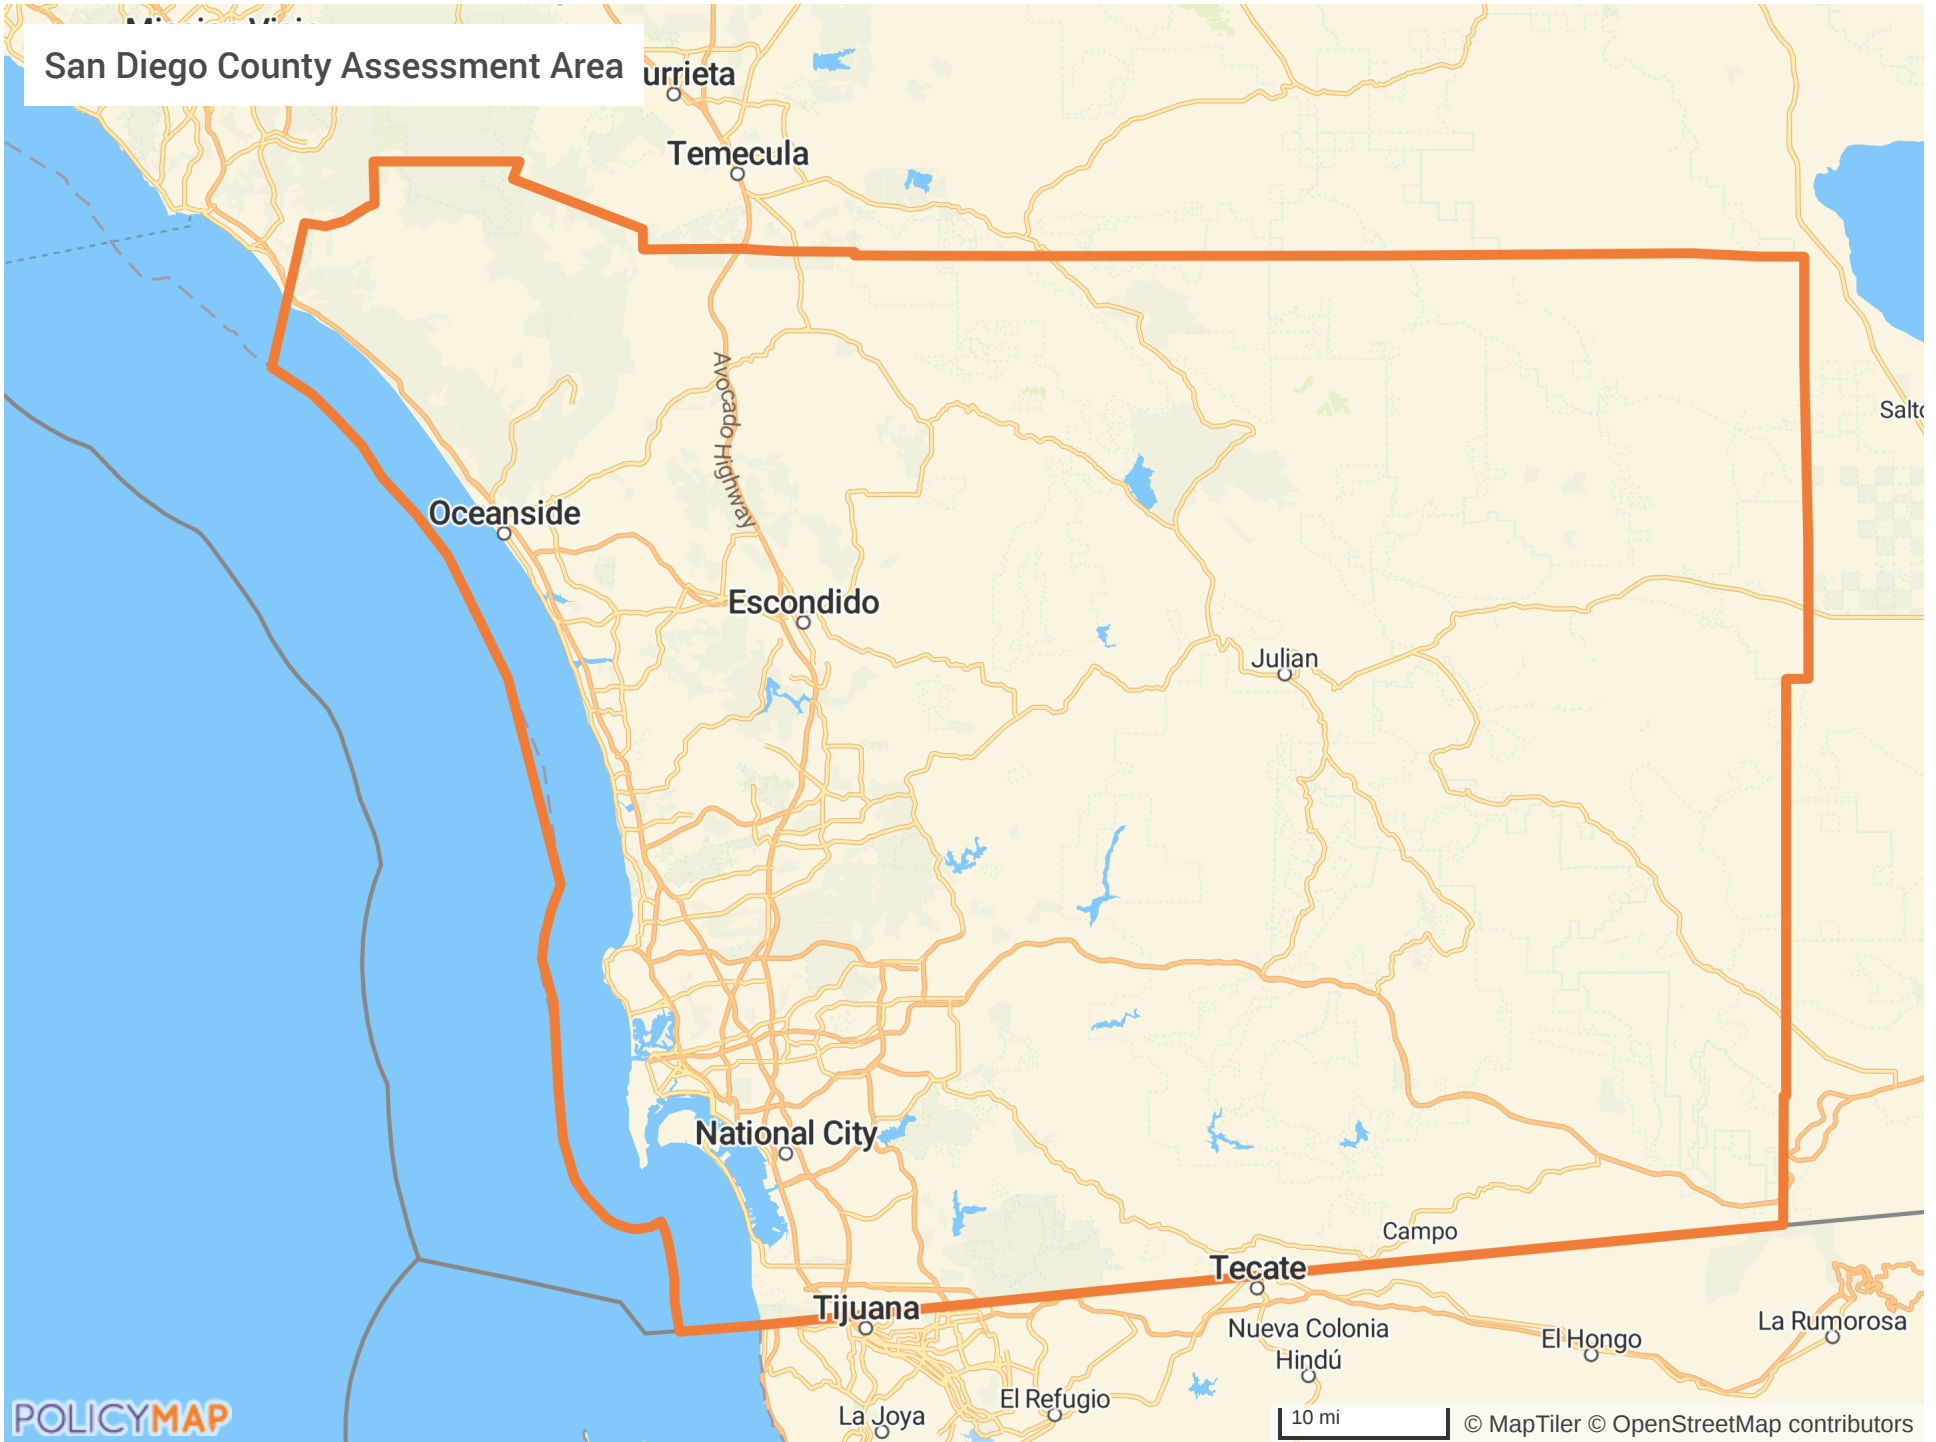 San Diego County Assessment Area
urrieta
Temecula
Avocado Highway
Oceanside
Escondido
Julian
National City
Campo
Tecate
Tijuana
Nueva Colonia
Hindú
El Hongo
La Rumorosa
El Refugio
La Joya
10 mi
POLICYMAP
© MapTiler © OpenStreetMap contributors